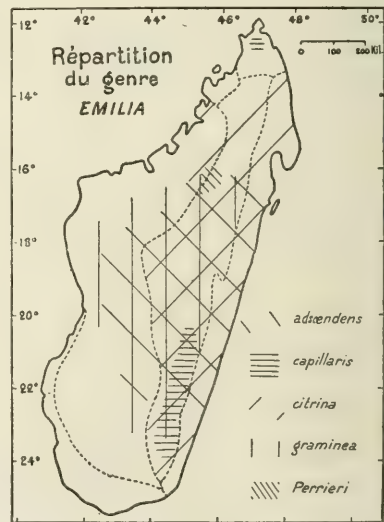 42° 44° 46° 48°
0 100 200 Kil.
Répartition
du genre
EMILIA
12°
14°
16°
18°
20°
22°
24°
adscendens
capillaris
citrina
graminea
Perrieri